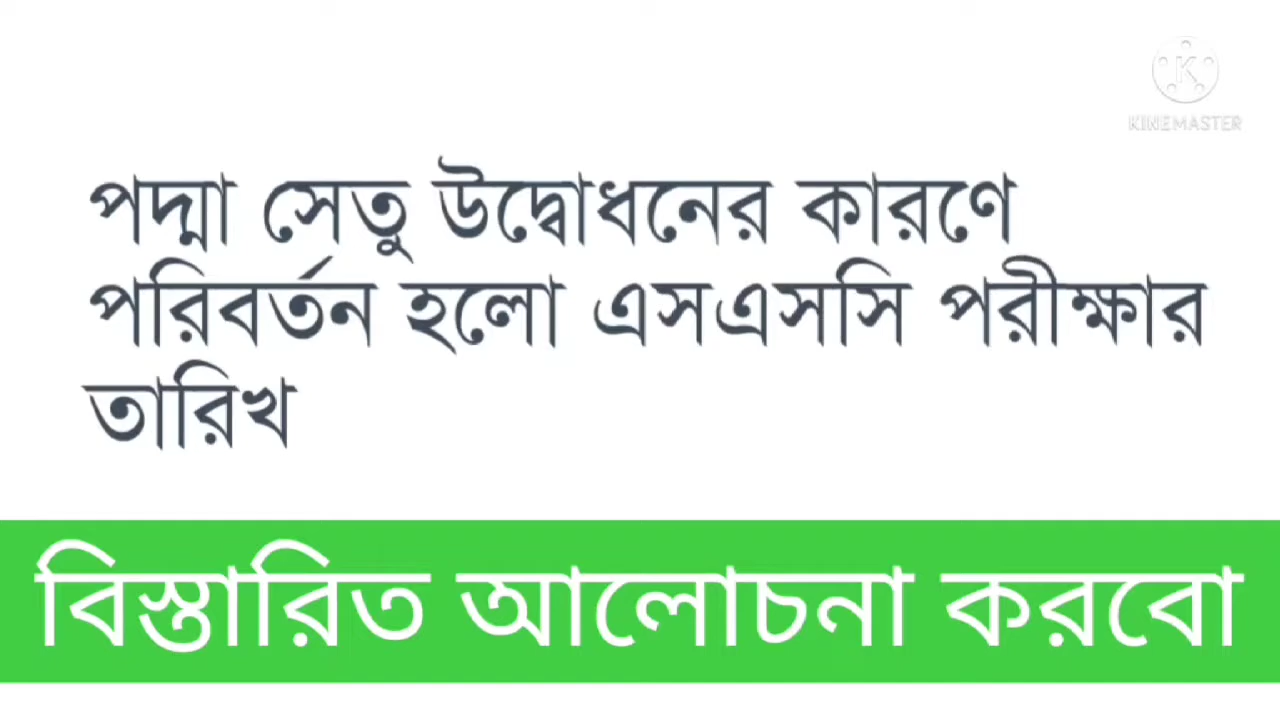 KINEMASTER
পদ্মা সেতু উদ্বোধনের কারণে
পরিবর্তন হলো এসএসসি পরীক্ষার
তারিখ
বিস্তারিত আলোচনা করবো